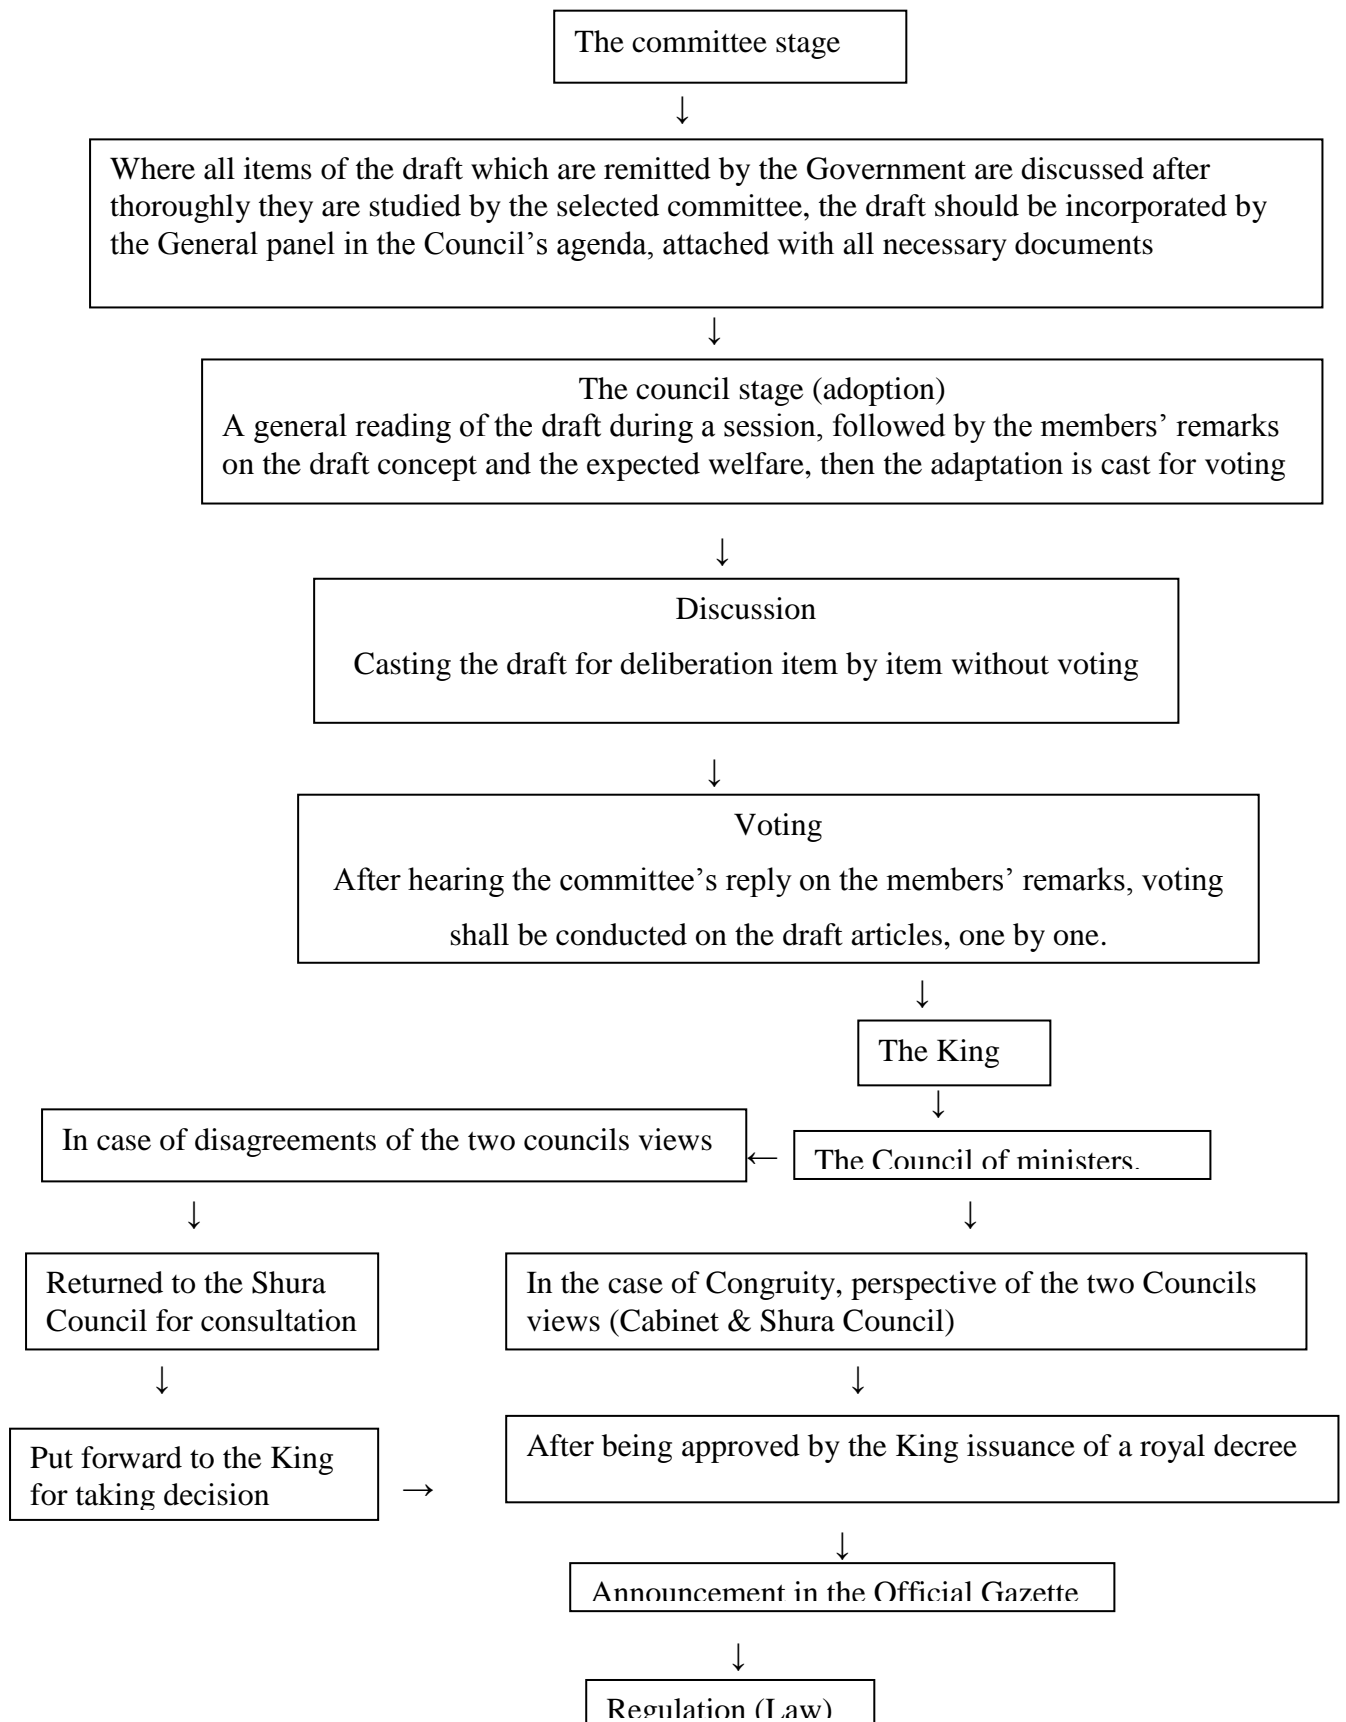 The committee stage
↓
Where all items of the draft which are remitted by the Government are discussed after
thoroughly they are studied by the selected committee, the draft should be incorporated by
the General panel in the Council’s agenda, attached with all necessary documents
↓
The council stage (adoption)
A general reading of the draft during a session, followed by the members’ remarks
on the draft concept and the expected welfare, then the adaptation is cast for voting
↓
Discussion
Casting the draft for deliberation item by item without voting
↓
Voting
After hearing the committee’s reply on the members’ remarks, voting
shall be conducted on the draft articles, one by one.
↓
The King
↓
In case of disagreements of the two councils views
←
The Council of ministers.
↓
↓
Returned to the Shura
Council for consultation
In the case of Congruity, perspective of the two Councils
views (Cabinet & Shura Council)
↓
↓
Put forward to the King
for taking decision
→
After being approved by the King issuance of a royal decree
↓
Announcement in the Official Gazette
↓
Regulation (Law)